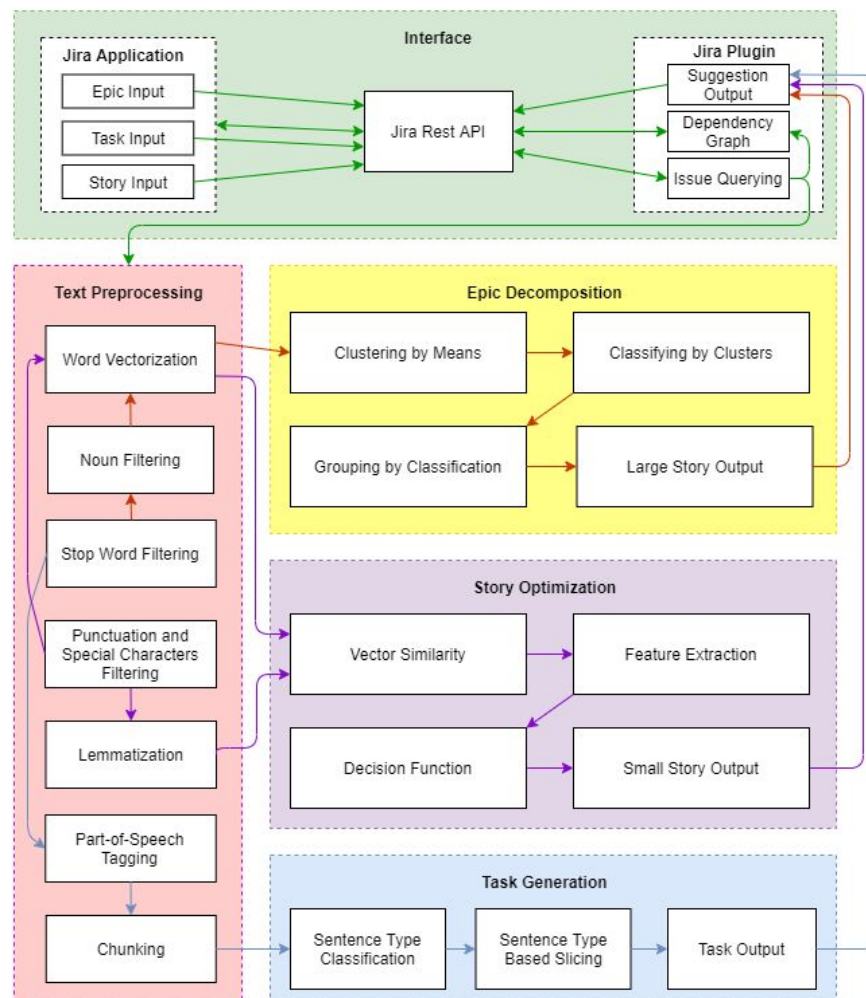 Interface
Jira Application
Epic Input
Task Input
Story Input
Jira Rest API
Jira Plugin
Suggestion
Output
Dependency
Graph
Issue Querying
Text Preprocessing
Word Vectorization
Noun Filtering
Stop Word Filtering
Punctuation and
Special Characters
Filtering
Lemmatization
Part-of-Speech
Tagging
Chunking
Epic Decomposition
Clustering by Means
Classifying by Clusters
Grouping by Classification
Large Story Output
Story Optimization
Vector Similarity
Feature Extraction
Decision Function
Small Story Output
Task Generation
Sentence Type
Classification
Sentence Type
Based Slicing
Task Output